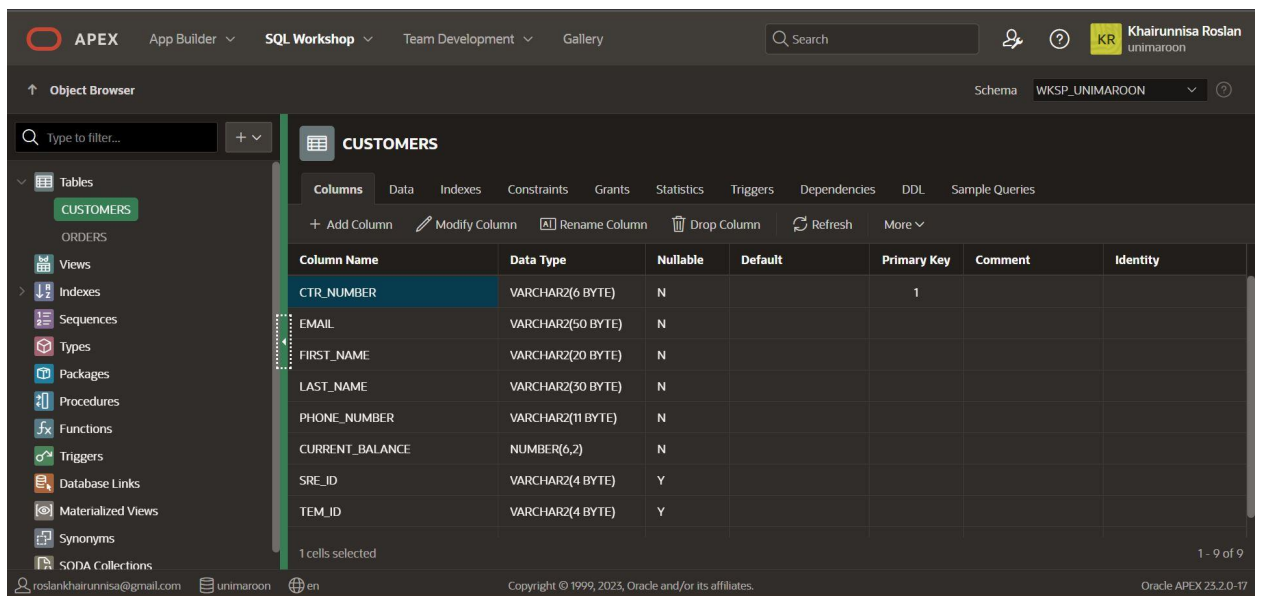 APEX App Builder SQL Workshop Team Development Gallery Search KR Khairunnisa Roslan
unimaroon
Object Browser Schema WKSP_UNIMAROON
Type to filter...
CUSTOMERS
Tables
CUSTOMERS
ORDERS
Views
Indexes
Sequences
Types
Packages
Procedures
Functions
Triggers
Database Links
Materialized Views
Synonyms
SODA Collections
Columns Data Indexes Constraints Grants Statistics Triggers Dependencies DDL Sample Queries
+ Add Column Modify Column Rename Column Drop Column Refresh More
Column Name Data Type Nullable Default Primary Key Comment Identity
CTR_NUMBER VARCHAR2(6 BYTE) N 1
EMAIL VARCHAR2(50 BYTE) N
FIRST_NAME VARCHAR2(20 BYTE) N
LAST_NAME VARCHAR2(30 BYTE) N
PHONE_NUMBER VARCHAR2(11 BYTE) N
CURRENT_BALANCE NUMBER(6,2) N
SRE_ID VARCHAR2(4 BYTE) Y
TEM_ID VARCHAR2(4 BYTE) Y
1 cells selected 1 - 9 of 9
roslankhairunnisa@gmail.com unimaroon en Copyright © 1999, 2023, Oracle and/or its affiliates. Oracle APEX 23.2.0-17